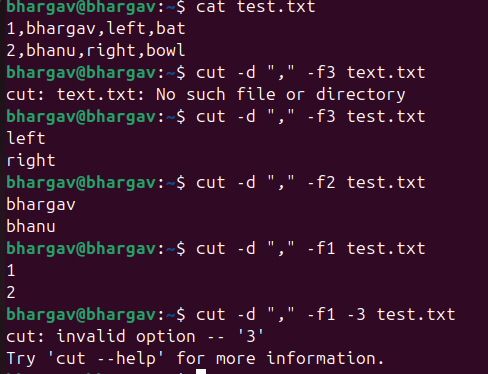 bhargav@bhargav:~$ cat test.txt
1,bhargav,left,bat
2,bhanu,right,bowl
bhargav@bhargav:~$ cut -d "," -f3 text.txt
cut: text.txt: No such file or directory
bhargav@bhargav:~$ cut -d "," -f3 test.txt
left
right
bhargav@bhargav:~$ cut -d "," -f2 test.txt
bhargav
bhanu
bhargav@bhargav:~$ cut -d "," -f1 test.txt
1
2
bhargav@bhargav:~$ cut -d "," -f1 -3 test.txt
cut: invalid option -- '3'
Try 'cut --help' for more information.